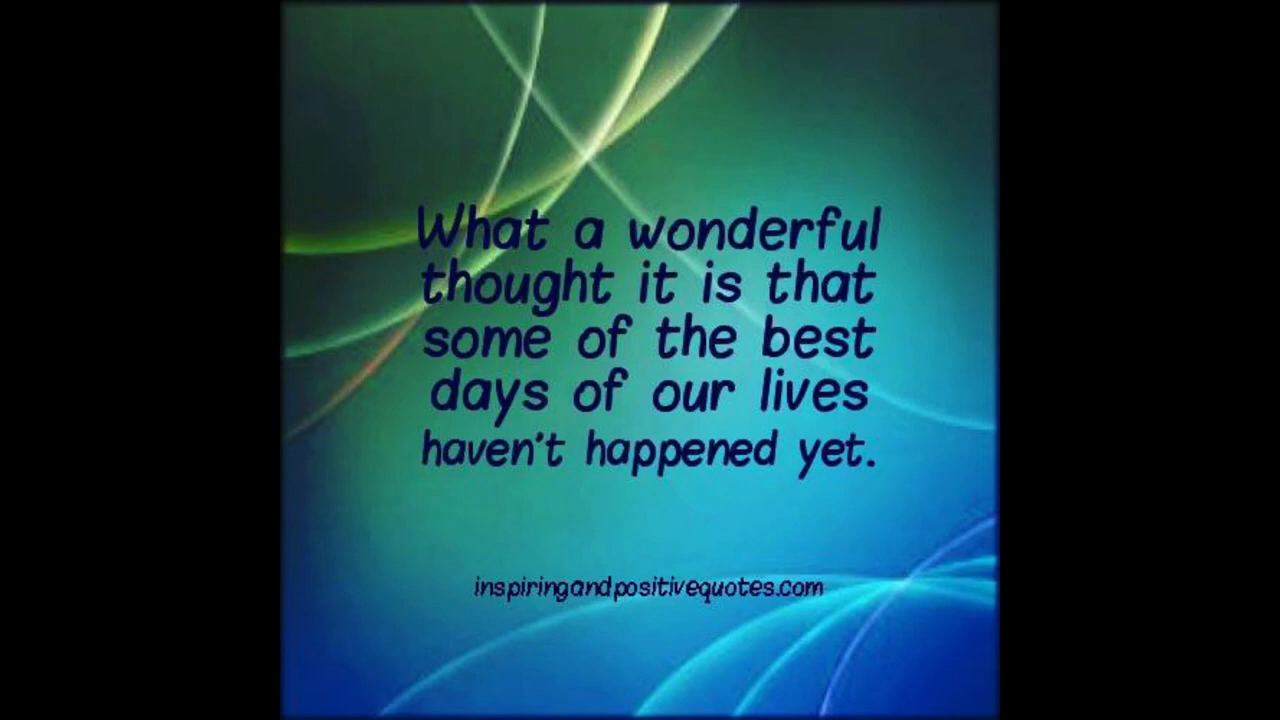 What a wonderful
thought it is that
some of the best
days of our lives
haven't happened yet.
inspiringandpositivequotes.com